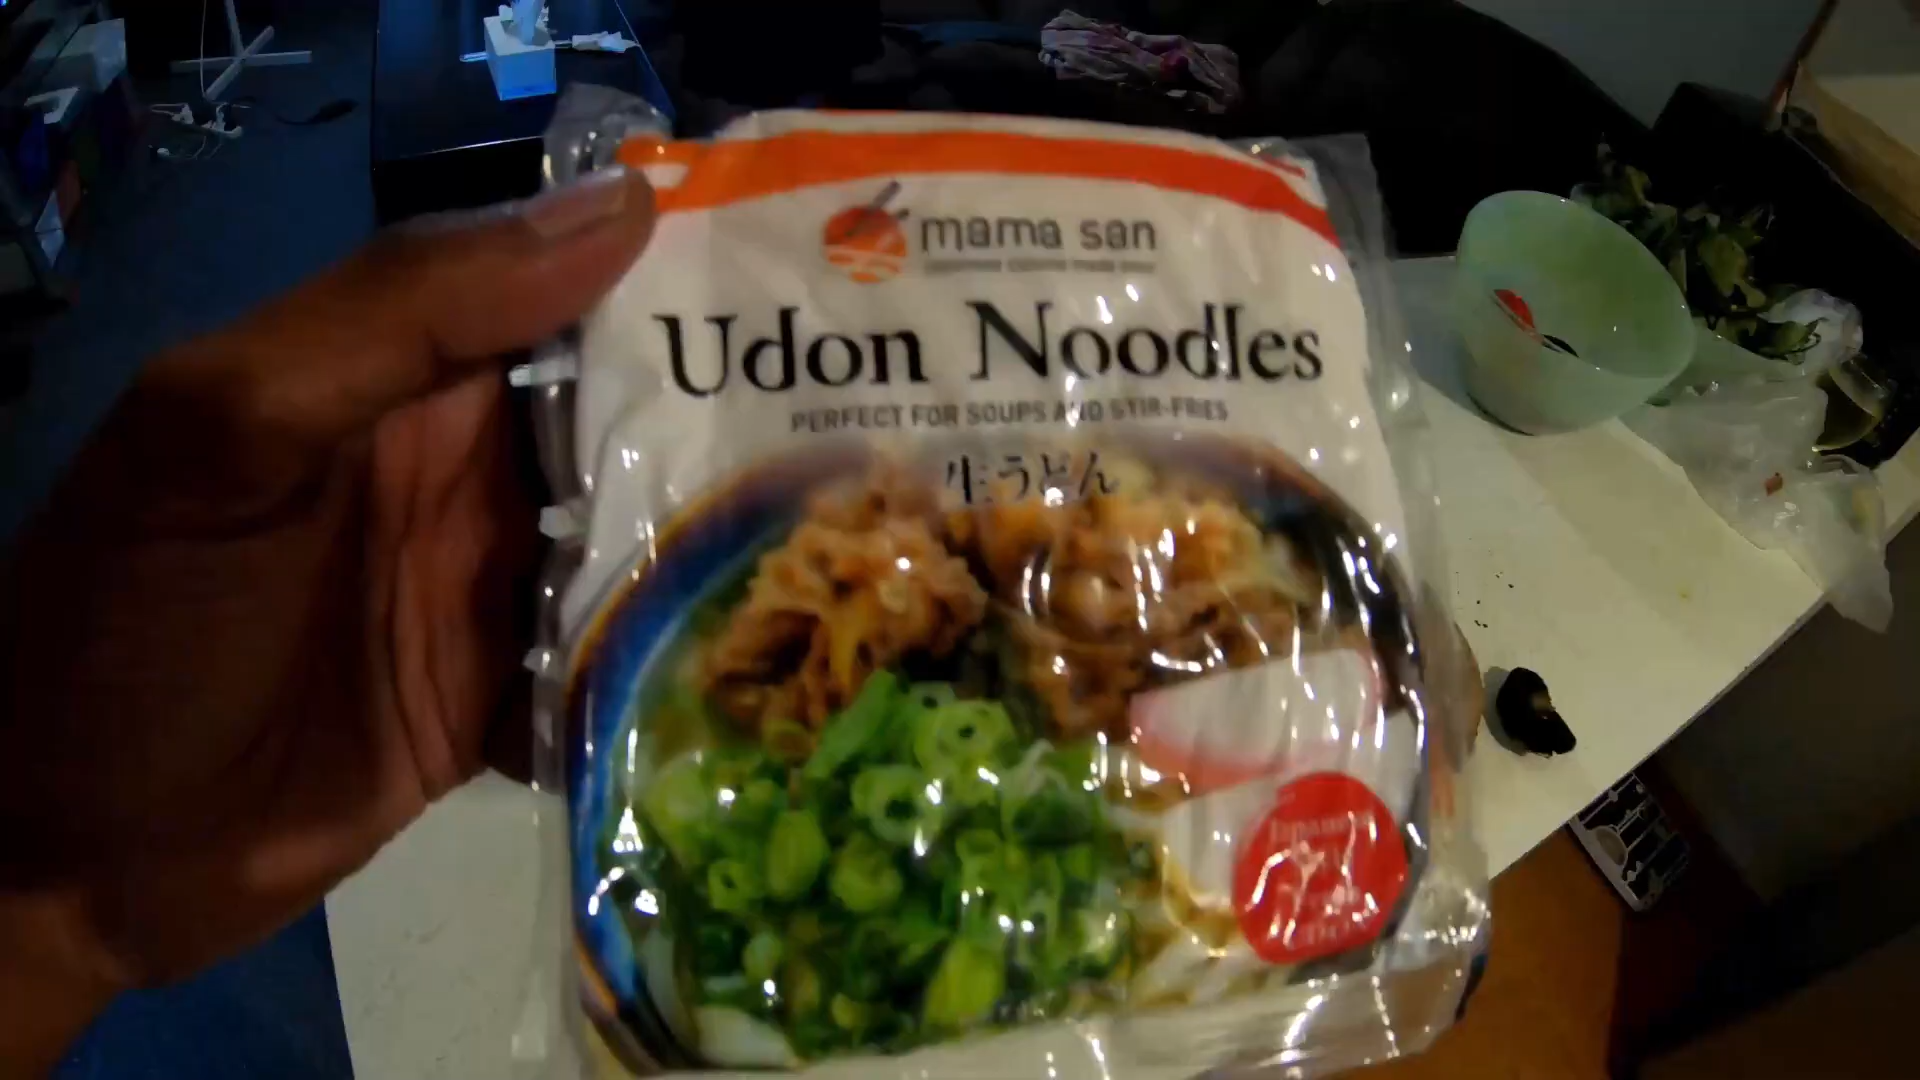 mama san
Udon Noodles
PERFECT FOR SOUPS AND STIR-FRIES
生うどん